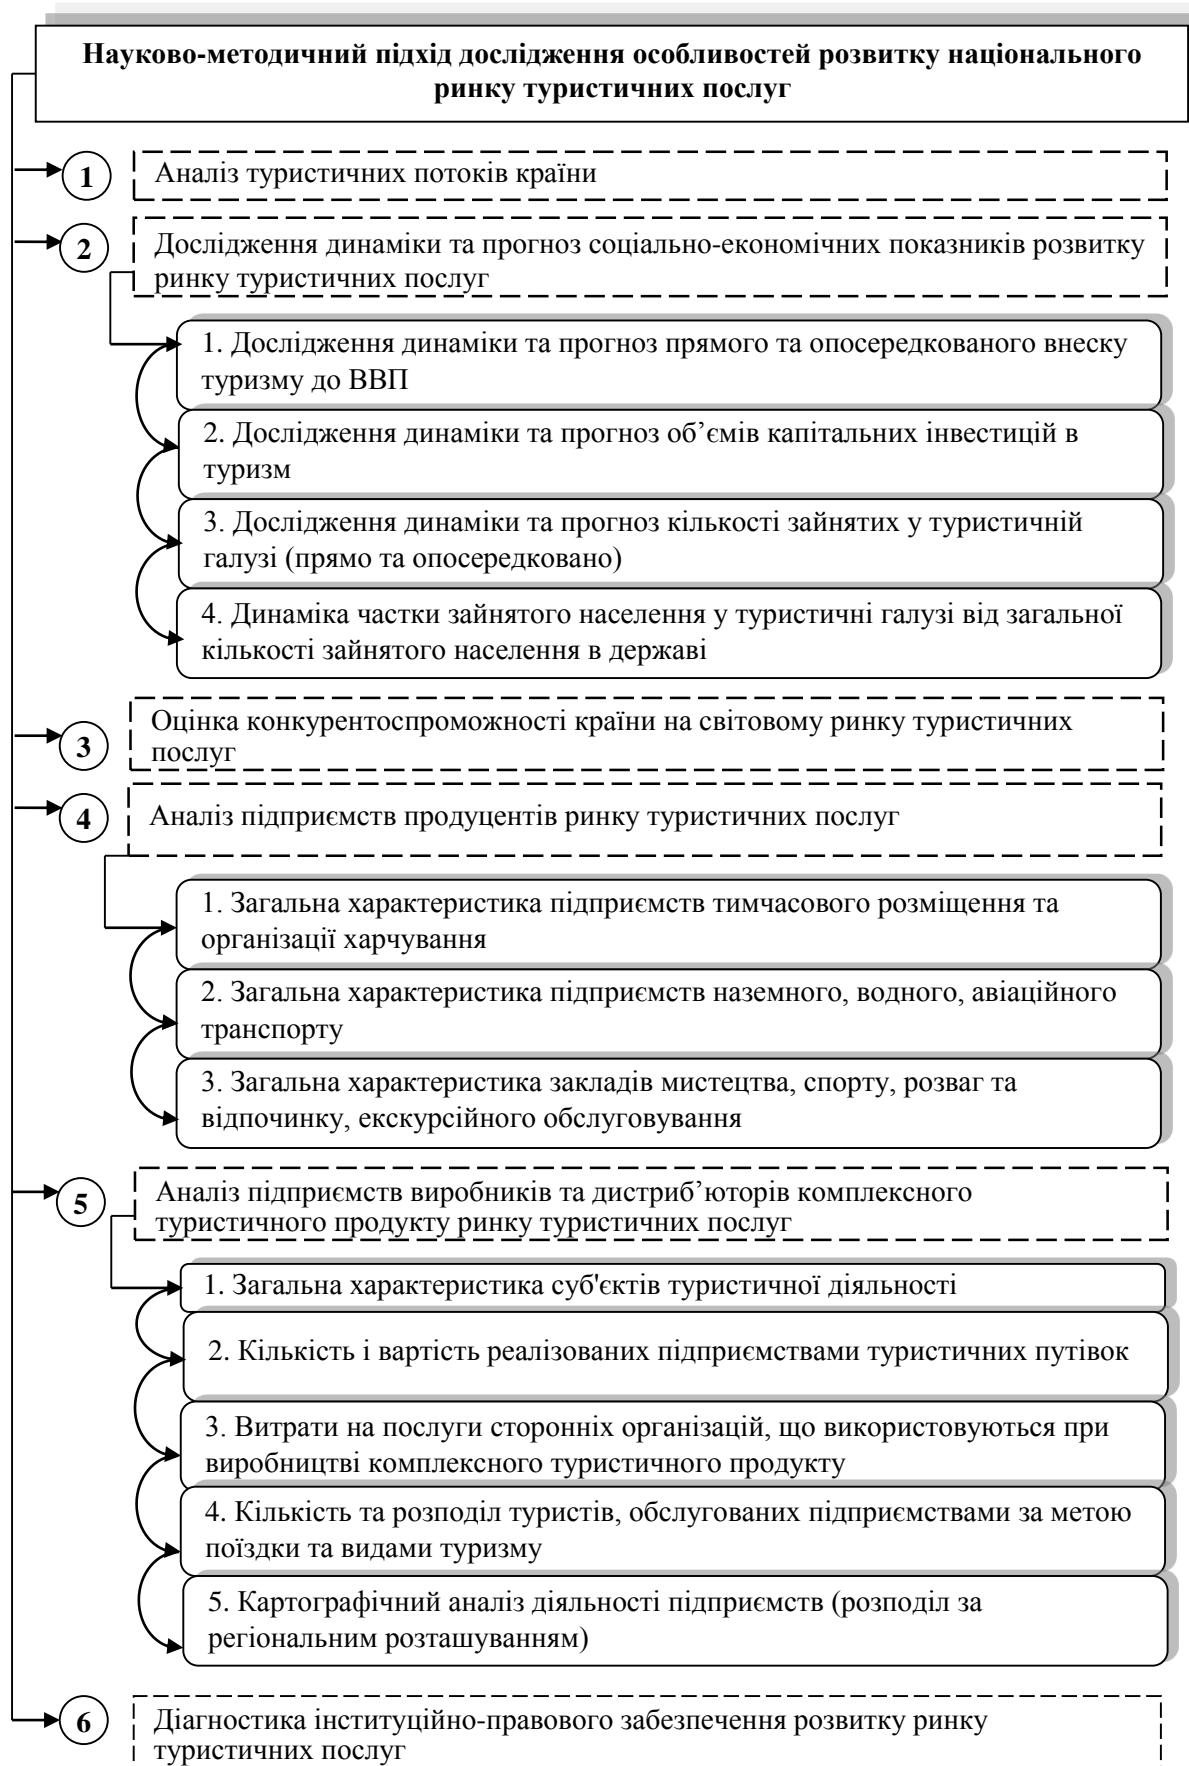 Науково-методичний підхід дослідження особливостей розвитку національного
ринку туристичних послуг
1
Аналіз туристичних потоків країни
2
Дослідження динаміки та прогноз соціально-економічних показників розвитку
ринку туристичних послуг
1. Дослідження динаміки та прогноз прямого та опосередкованого внеску
туризму до ВВП
2. Дослідження динаміки та прогноз об’ємів капітальних інвестицій в
туризм
3. Дослідження динаміки та прогноз кількості зайнятих у туристичній
галузі (прямо та опосередковано)
4. Динаміка частки зайнятого населення у туристичні галузі від загальної
кількості зайнятого населення в державі
3
Оцінка конкурентоспроможності країни на світовому ринку туристичних
послуг
4
Аналіз підприємств продуцентів ринку туристичних послуг
1. Загальна характеристика підприємств тимчасового розміщення та
організації харчування
2. Загальна характеристика підприємств наземного, водного, авіаційного
транспорту
3. Загальна характеристика закладів мистецтва, спорту, розваг та
відпочинку, екскурсійного обслуговування
5
Аналіз підприємств виробників та дистриб’юторів комплексного
туристичного продукту ринку туристичних послуг
1. Загальна характеристика суб'єктів туристичної діяльності
2. Кількість і вартість реалізованих підприємствами туристичних путівок
3. Витрати на послуги сторонніх організацій, що використовуються при
виробництві комплексного туристичного продукту
4. Кількість та розподіл туристів, обслугованих підприємствами за метою
поїздки та видами туризму
5. Картографічний аналіз діяльності підприємств (розподіл за
регіональним розташуванням)
6
Діагностика інституційно-правового забезпечення розвитку ринку
туристичних послуг